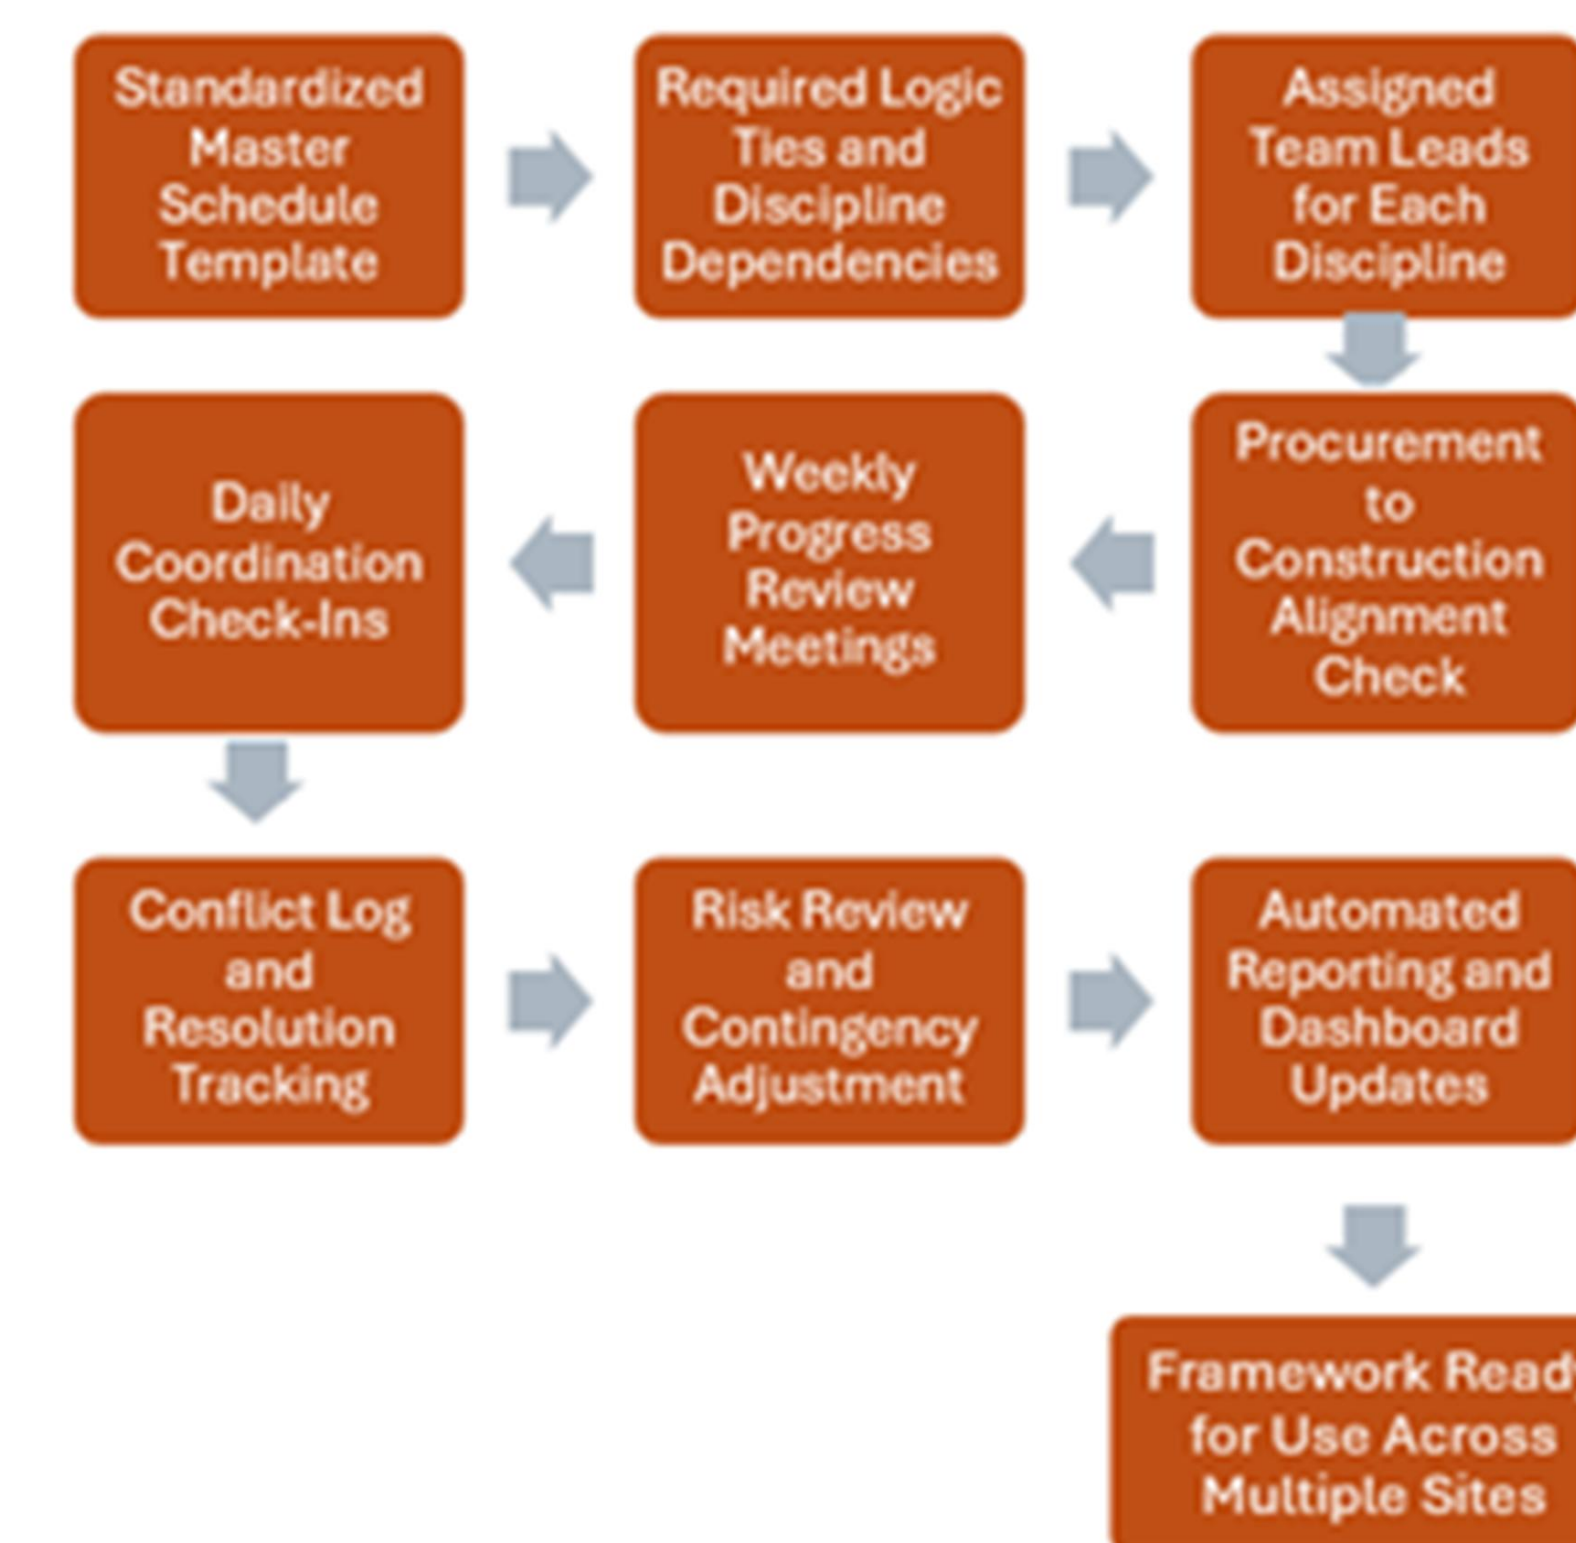 Standardized
Master
Schedule
Template
Required Logic
Ties and
Discipline
Dependencies
Assigned
Team Leads
for Each
Discipline
Procurement
to
Construction
Alignment
Check
Weekly
Progress
Review
Meetings
Daily
Coordination
Check-Ins
Conflict Log
and
Resolution
Tracking
Risk Review
and
Contingency
Adjustment
Automated
Reporting and
Dashboard
Updates
Framework Ready
for Use Across
Multiple Sites